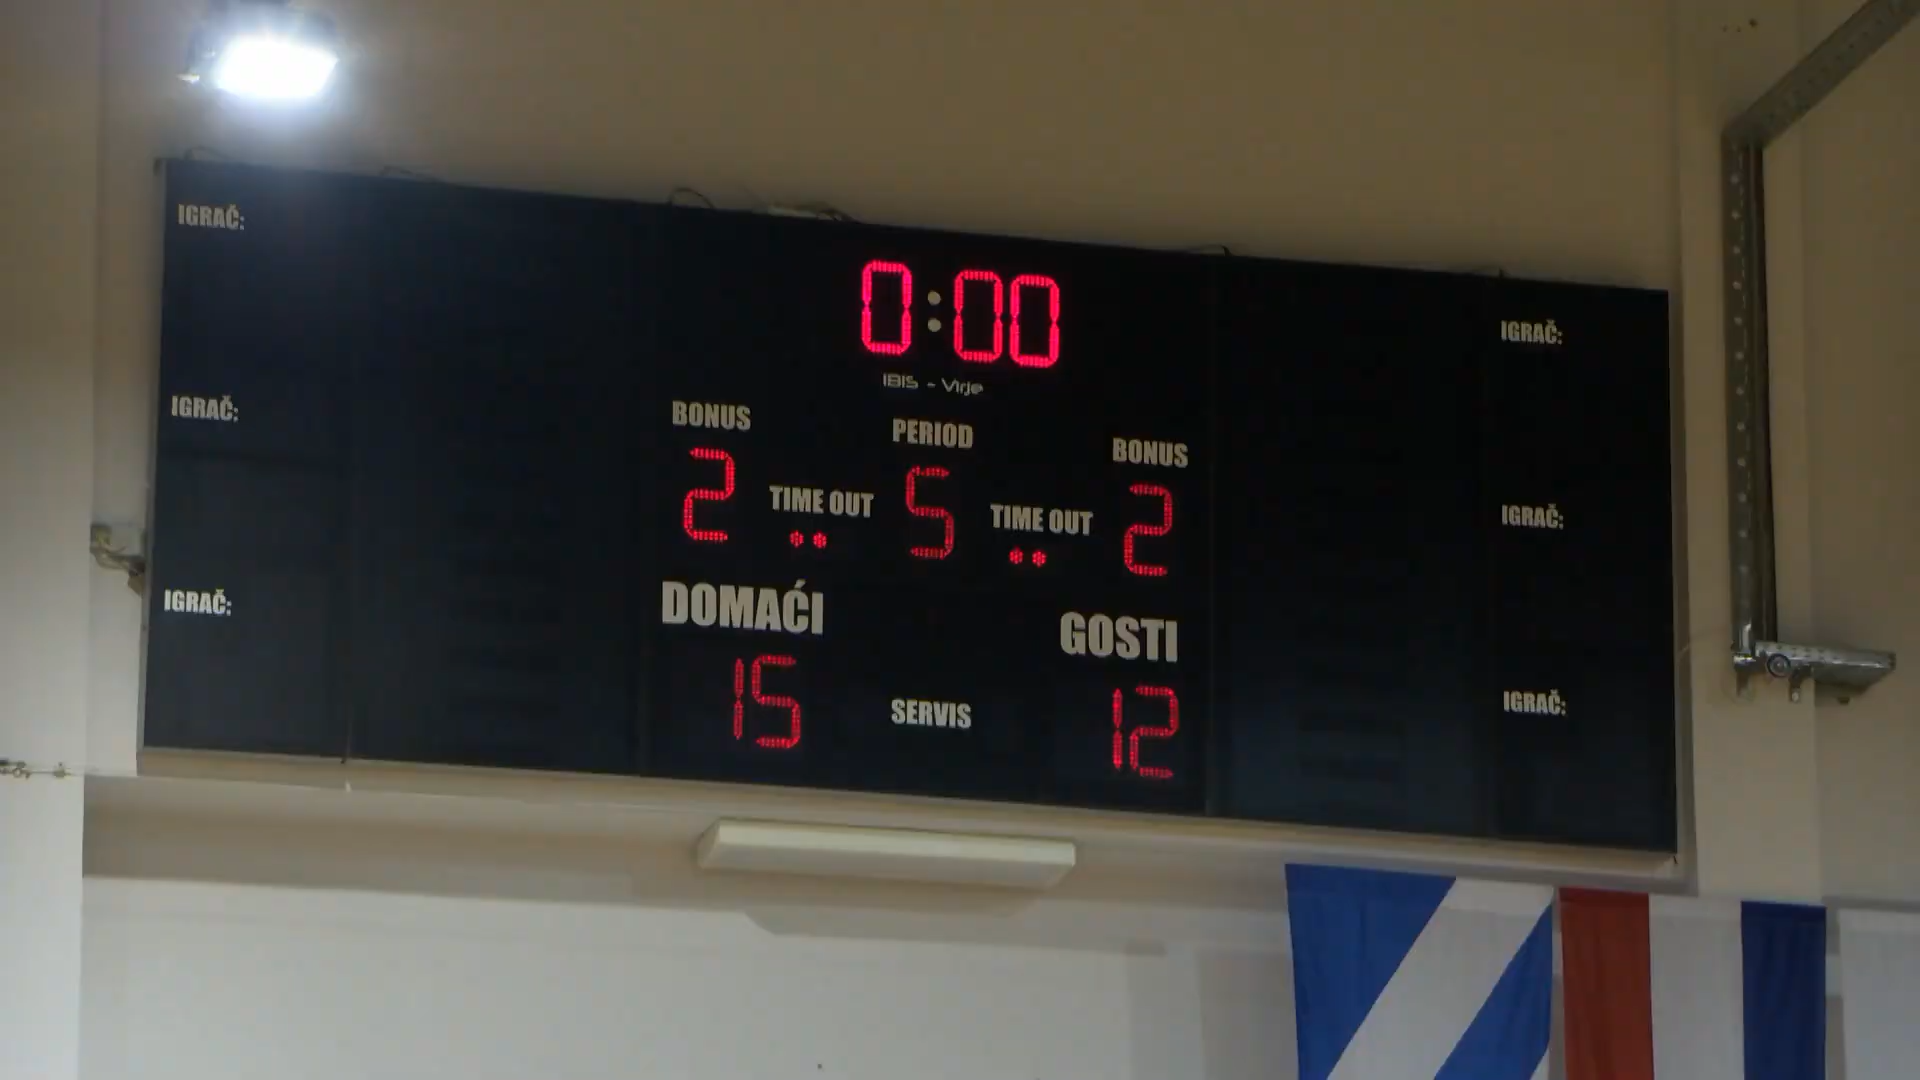 IGRAČ:
0:00
IBIS - Virje
IGRAČ:
IGRAČ:
BONUS
PERIOD
BONUS
2
TIME OUT
5
TIME OUT
2
IGRAČ:
IGRAČ:
DOMAĆI
GOSTI
15
SERVIS
12
IGRAČ: